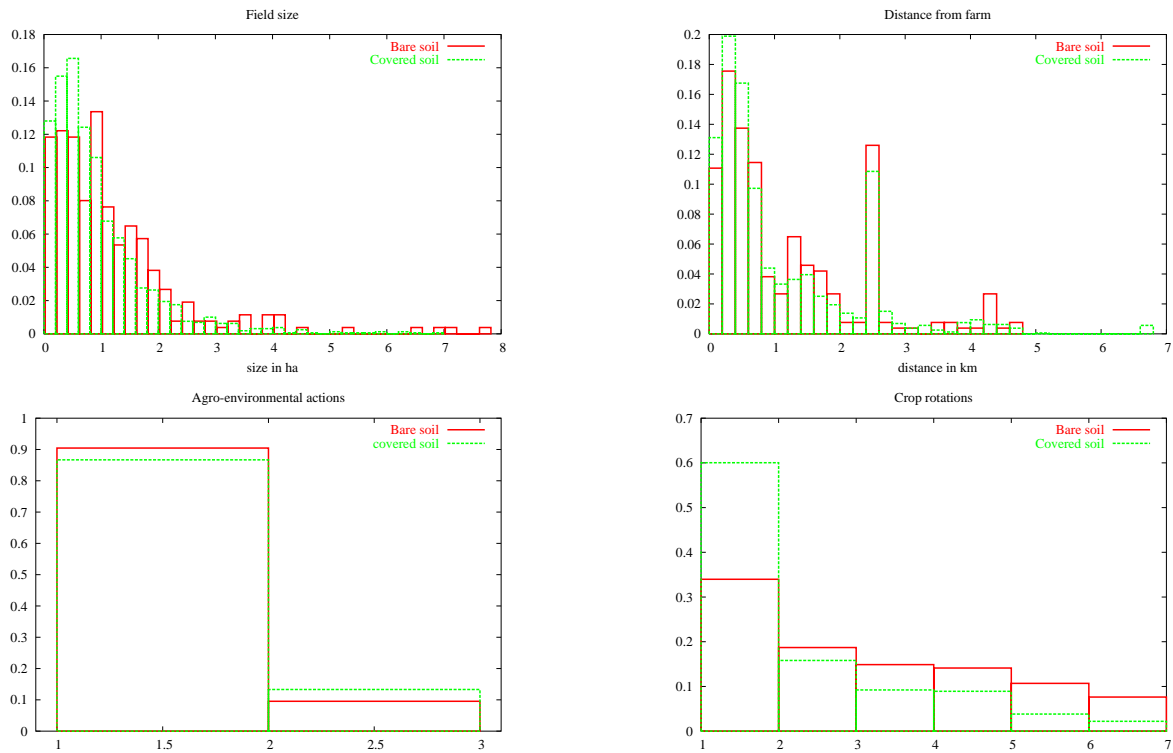 Field size
Bare soil
Covered soil
0.18
0.16
0.14
0.12
0.1
0.08
0.06
0.04
0.02
0
0 1 2 3 4 5 6 7 8
size in ha
Distance from farm
Bare soil
Covered soil
0.2
0.18
0.16
0.14
0.12
0.1
0.08
0.06
0.04
0.02
0
0 1 2 3 4 5 6 7
distance in km
Agro-environmental actions
Bare soil
covered soil
1
0.9
0.8
0.7
0.6
0.5
0.4
0.3
0.2
0.1
0
1 1.5 2 2.5 3
Crop rotations
Bare soil
Covered soil
0.7
0.6
0.5
0.4
0.3
0.2
0.1
0
1 2 3 4 5 6 7